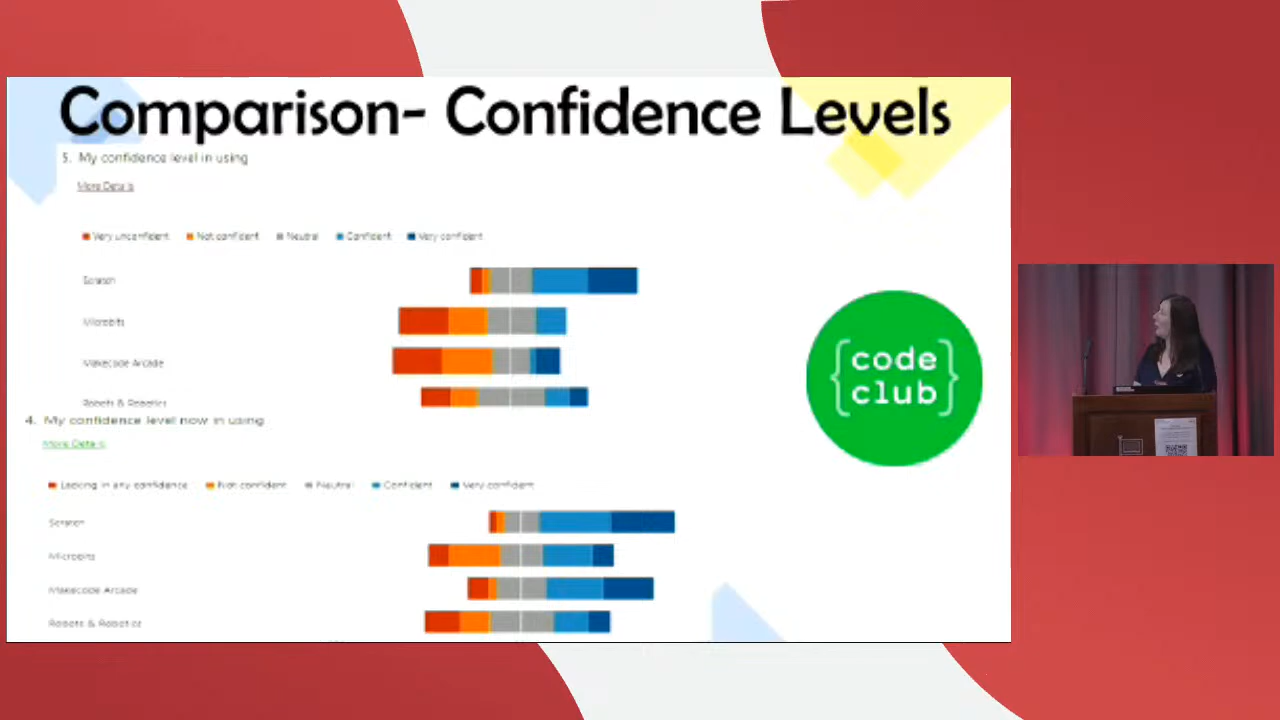 Comparison- Confidence Levels
5. My confidence level in using
More Details
Very unconfident Not confident Neutral Confident Very confident
Scratch
Microbits
Makecode Arcade
Robots & Robotics
4. My confidence level now in using
More Details
Lacking in any confidence Not confident Neutral Confident Very confident
Scratch
Microbits
Makecode Arcade
Robots & Robotics
{code
club}